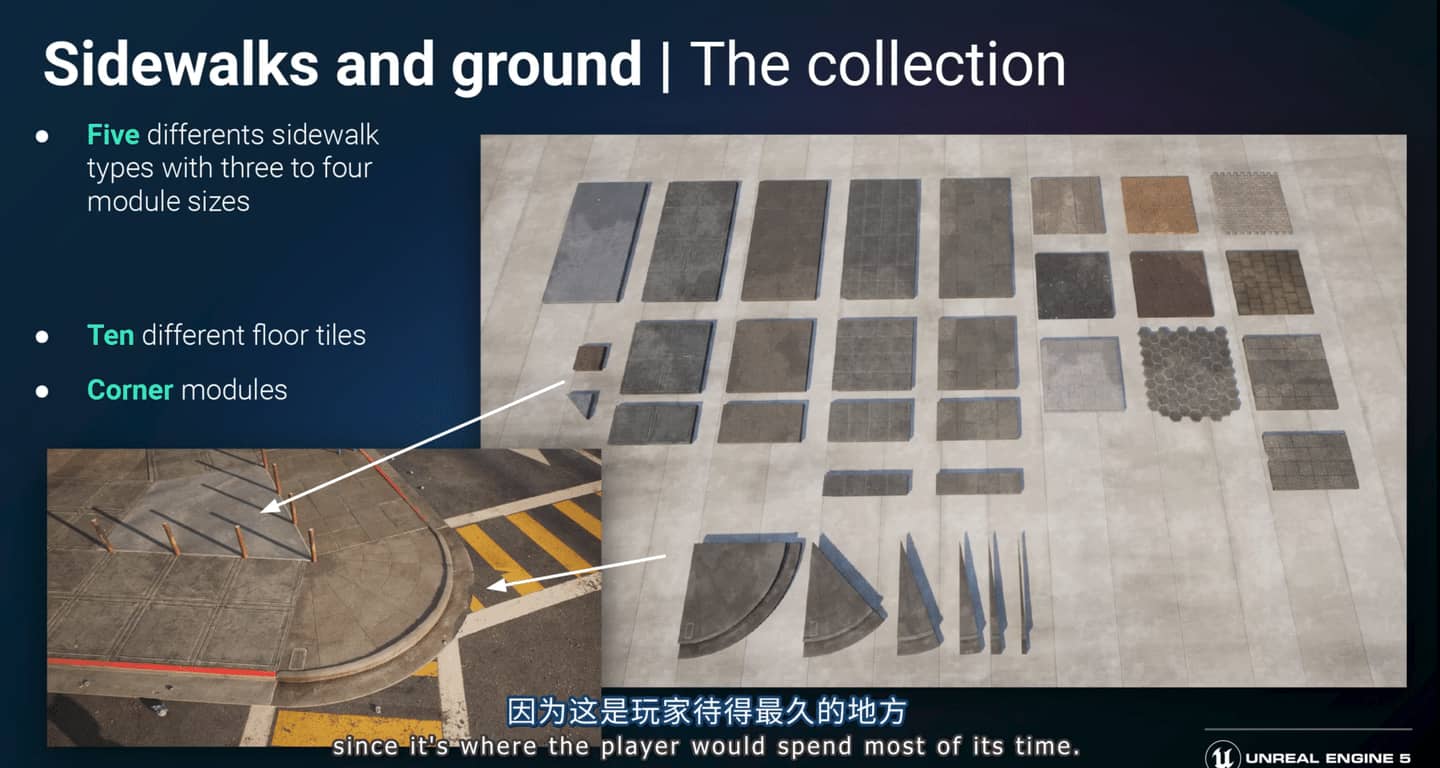 Sidewalks and ground | The collection
● Five differents sidewalk
types with three to four
module sizes
● Ten different floor tiles
● Corner modules
因为这是玩家待得最久的地方
since it's where the player would spend most of its time.
UNREAL ENGINE 5